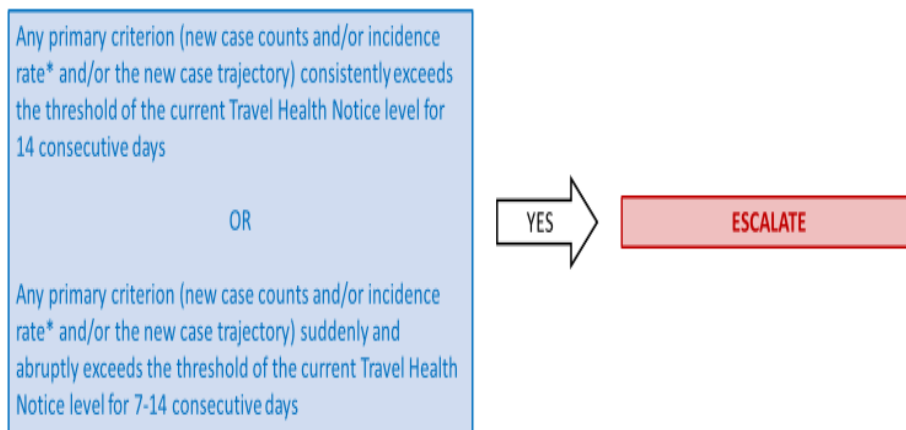 Any primary criterion (new case counts and/or incidence
rate* and/or the new case trajectory) consistently exceeds
the threshold of the current Travel Health Notice level for
14 consecutive days
OR
YES
ESCALATE
Any primary criterion (new case counts and/or incidence
rate* and/or the new case trajectory) suddenly and
abruptly exceeds the threshold of the current Travel Health
Notice level for 7-14 consecutive days